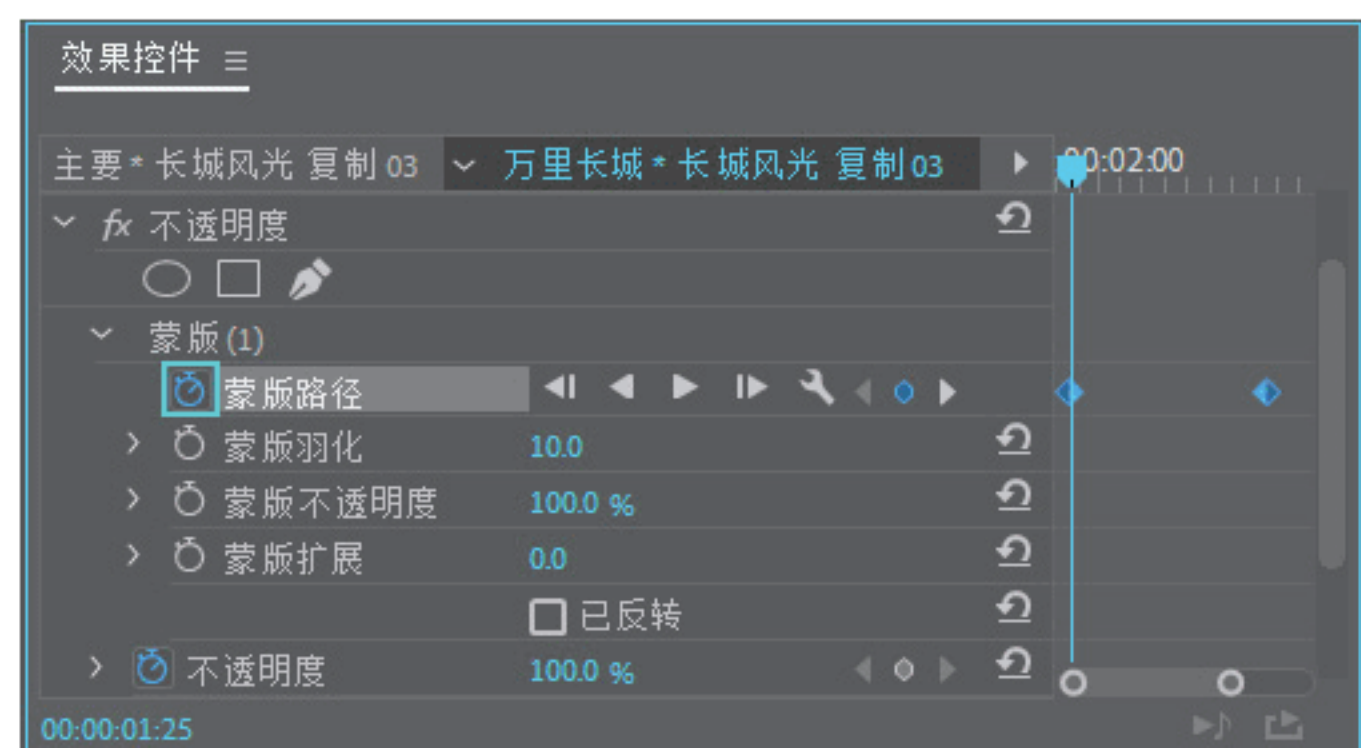 效果控件
主要*长城风光 复制 03 万里长城*长城风光 复制 03 00:02:00
fx 不透明度
蒙版(1)
蒙版路径
蒙版羽化 10.0
蒙版不透明度 100.0 %
蒙版扩展 0.0
已反转
不透明度 100.0 %
00:00:01:25